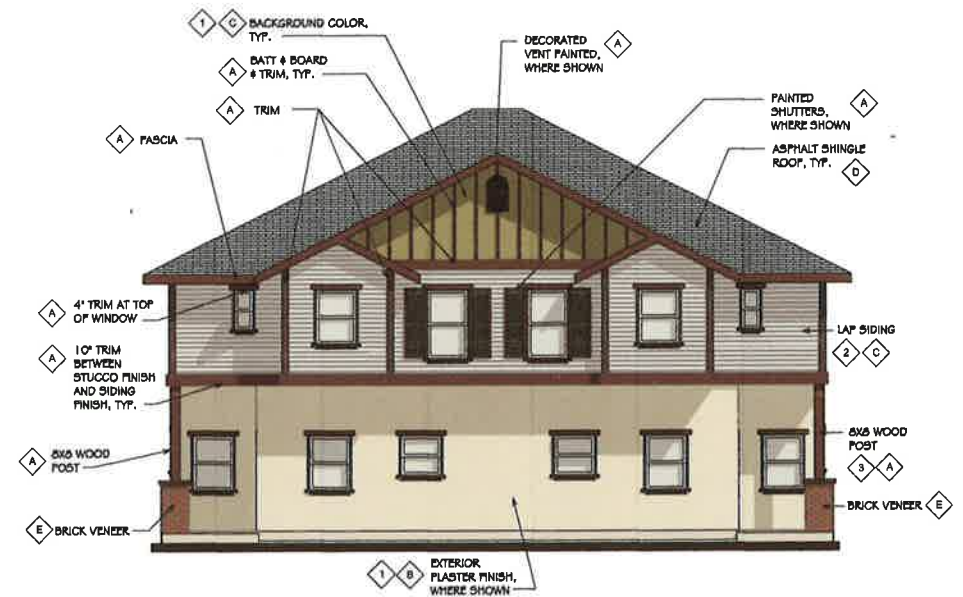 1 C BACKGROUND COLOR,
TYP.
DECORATED
VENT PAINTED,
WHERE SHOWN
A
A BATT & BOARD
& TRIM, TYP.
A TRIM
PAINTED
SHUTTERS,
WHERE SHOWN
A
A FASCIA
ASPHALT SHINGLE
ROOF, TYP.
D
A 4" TRIM AT TOP
OF WINDOW
LAP SIDING
2 C
A 10" TRIM
BETWEEN
STUCCO FINISH
AND SIDING
FINISH, TYP.
A 8X8 WOOD
POST
8X8 WOOD
POST
3 A
E BRICK VENEER
BRICK VENEER E
1 B EXTERIOR
PLASTER FINISH,
WHERE SHOWN